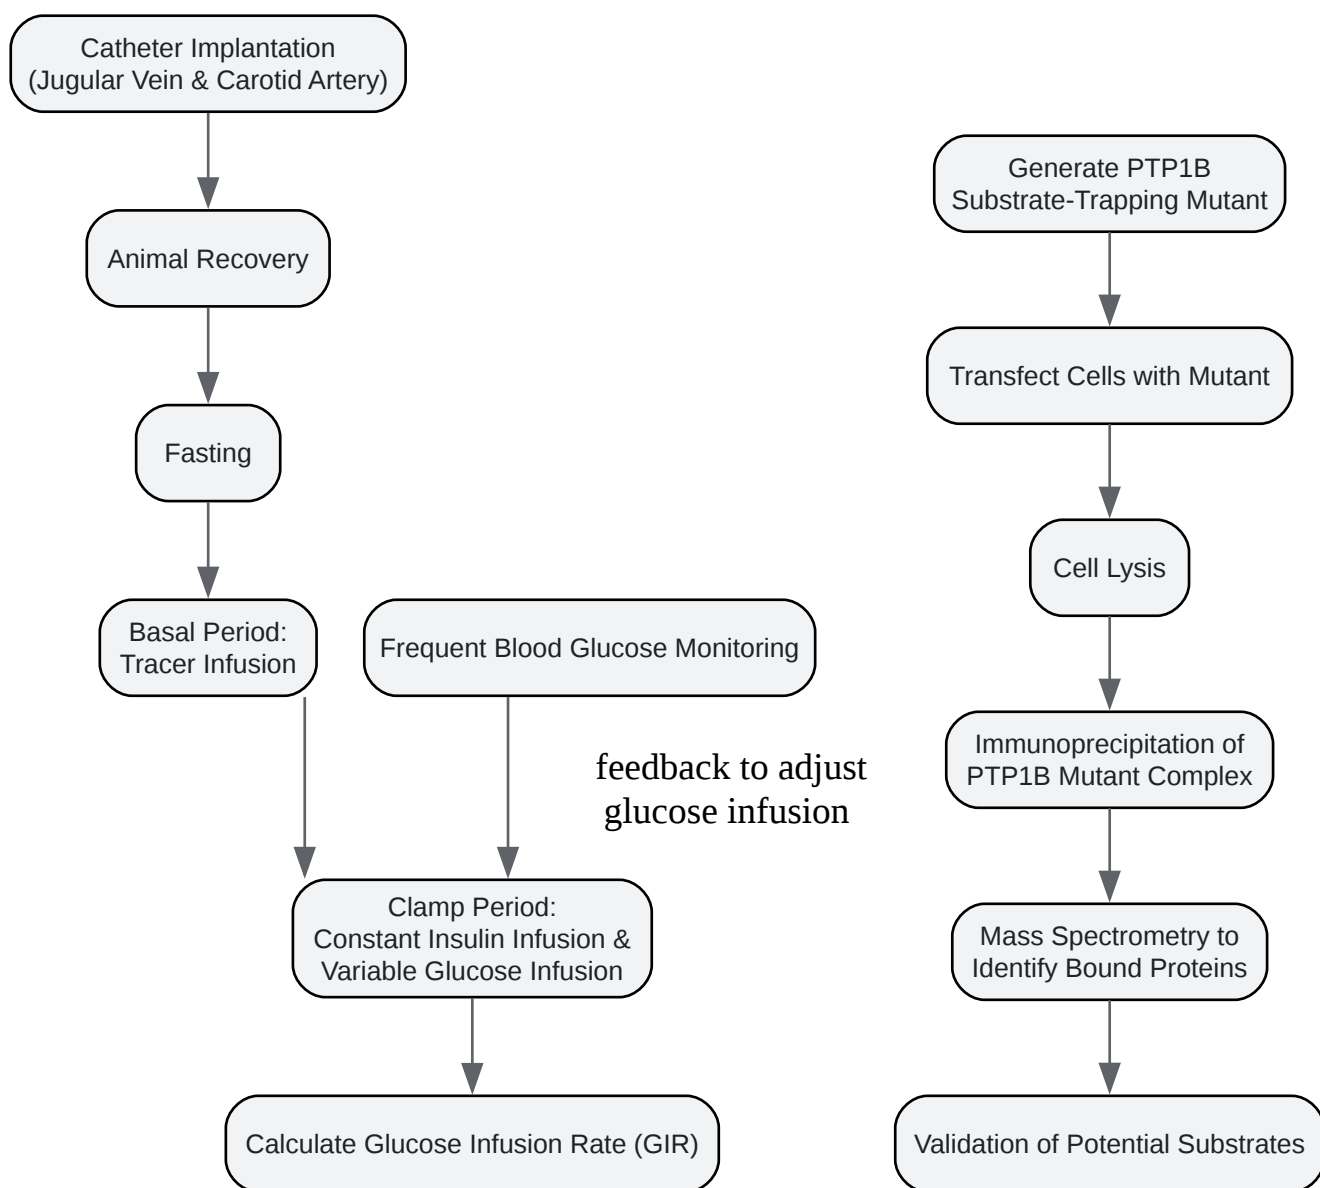 Catheter Implantation
(Jugular Vein & Carotid Artery)
Animal Recovery
Fasting
Basal Period:
Tracer Infusion
Frequent Blood Glucose Monitoring
feedback to adjust
glucose infusion
Clamp Period:
Constant Insulin Infusion &
Variable Glucose Infusion
Calculate Glucose Infusion Rate (GIR)
Generate PTP1B
Substrate-Trapping Mutant
Transfect Cells with Mutant
Cell Lysis
Immunoprecipitation of
PTP1B Mutant Complex
Mass Spectrometry to
Identify Bound Proteins
Validation of Potential Substrates